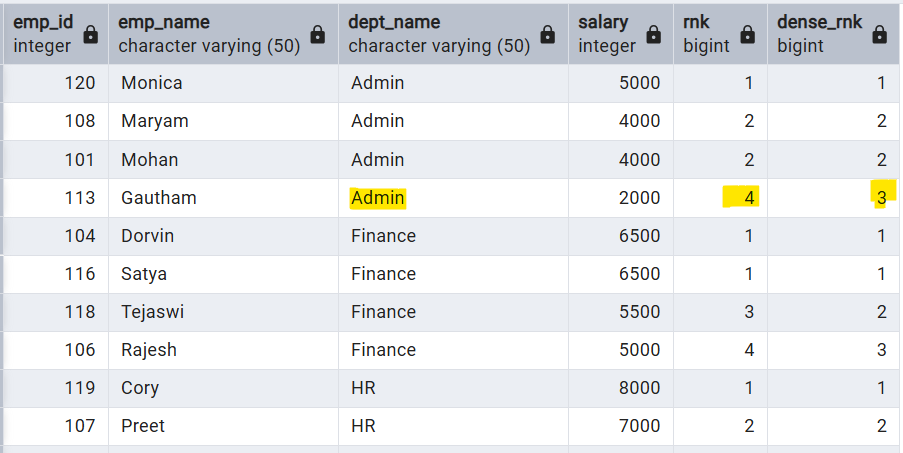 emp_id emp_name dept_name salary rnk dense_rnk
integer character varying (50) character varying (50) integer bigint bigint
120 Monica Admin 5000 1 1
108 Maryam Admin 4000 2 2
101 Mohan Admin 4000 2 2
113 Gautham Admin 2000 4 3
104 Dorvin Finance 6500 1 1
116 Satya Finance 6500 1 1
118 Tejaswi Finance 5500 3 2
106 Rajesh Finance 5000 4 3
119 Cory HR 8000 1 1
107 Preet HR 7000 2 2